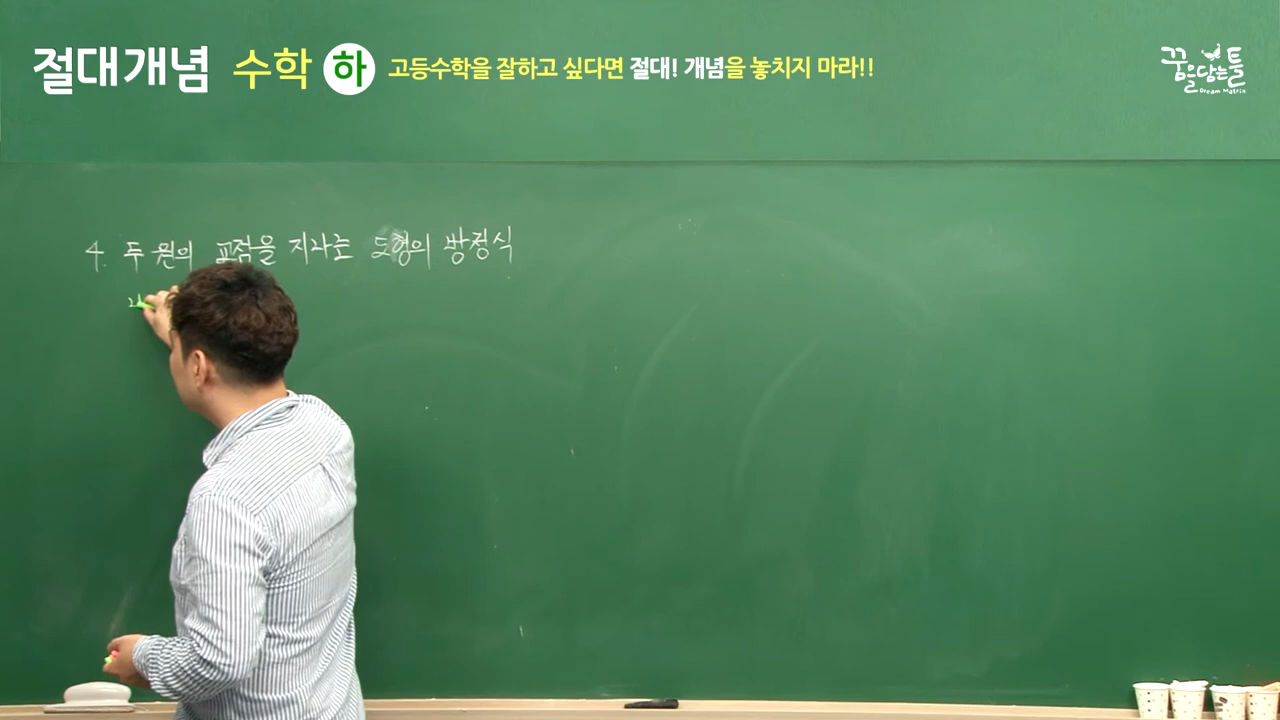 절대개념 수학 하 고등수학을 잘하고 싶다면 절대! 개념을 놓치지 마라!!
꿈을담는틀
Dream Matrix
4. 두 원의 교점을 지나는 도형의 방정식